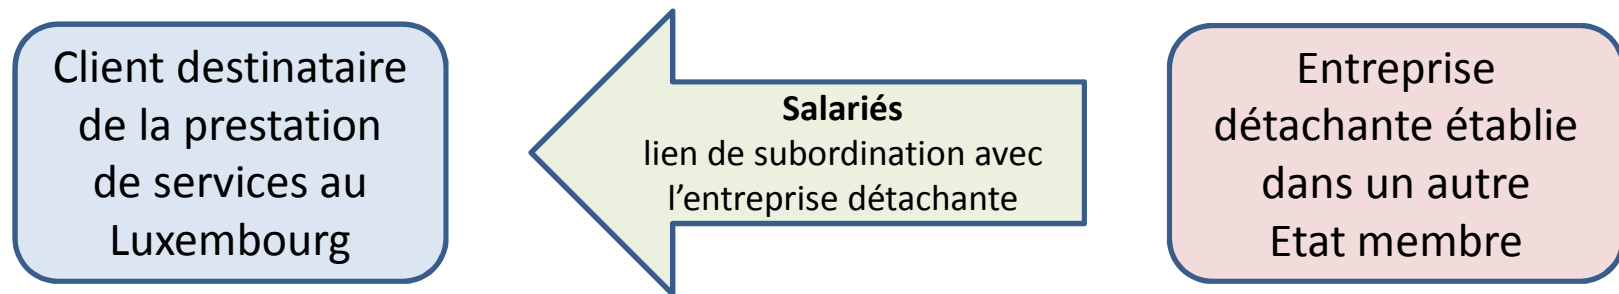 Client destinataire
de la prestation
de services au
Luxembourg
Salariés
lien de subordination avec
l’entreprise détachante
Entreprise
détachante établie
dans un autre
Etat membre